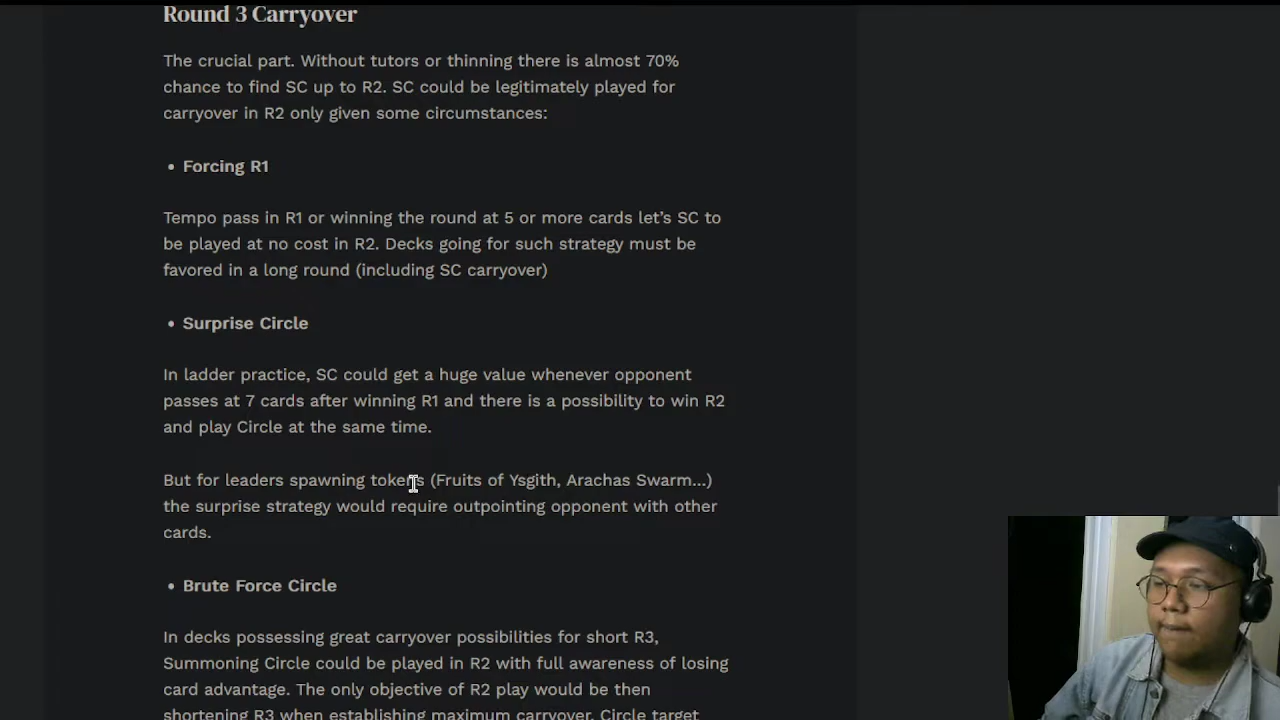 Round 3 Carryover
The crucial part. Without tutors or thinning there is almost 70%
chance to find SC up to R2. SC could be legitimately played for
carryover in R2 only given some circumstances:
• Forcing R1
Tempo pass in R1 or winning the round at 5 or more cards let's SC to
be played at no cost in R2. Decks going for such strategy must be
favored in a long round (including SC carryover)
• Surprise Circle
In ladder practice, SC could get a huge value whenever opponent
passes at 7 cards after winning R1 and there is a possibility to win R2
and play Circle at the same time.
But for leaders spawning tokens (Fruits of Ysgith, Arachas Swarm...)
the surprise strategy would require outpointing opponent with other
cards.
• Brute Force Circle
In decks possessing great carryover possibilities for short R3,
Summoning Circle could be played in R2 with full awareness of losing
card advantage. The only objective of R2 play would be then
shortening R3 when establishing maximum carryover. Circle target